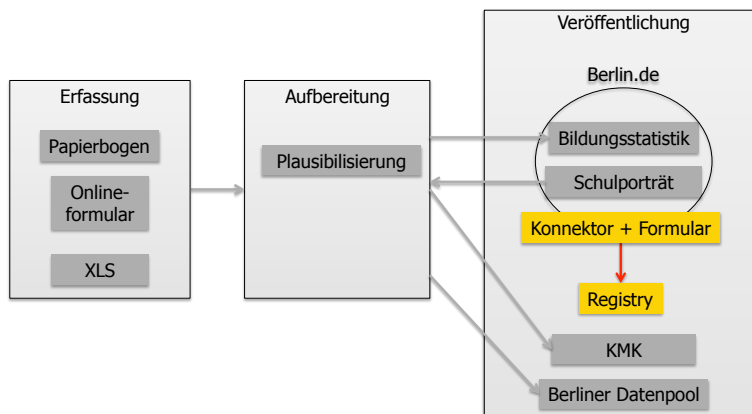 Veröffentlichung
Berlin.de
Erfassung
Papierbogen
Online-
formular
XLS
Aufbereitung
Plausibilisierung
Bildungsstatistik
Schulporträt
Konnektor + Formular
Registry
KMK
Berliner Datenpool